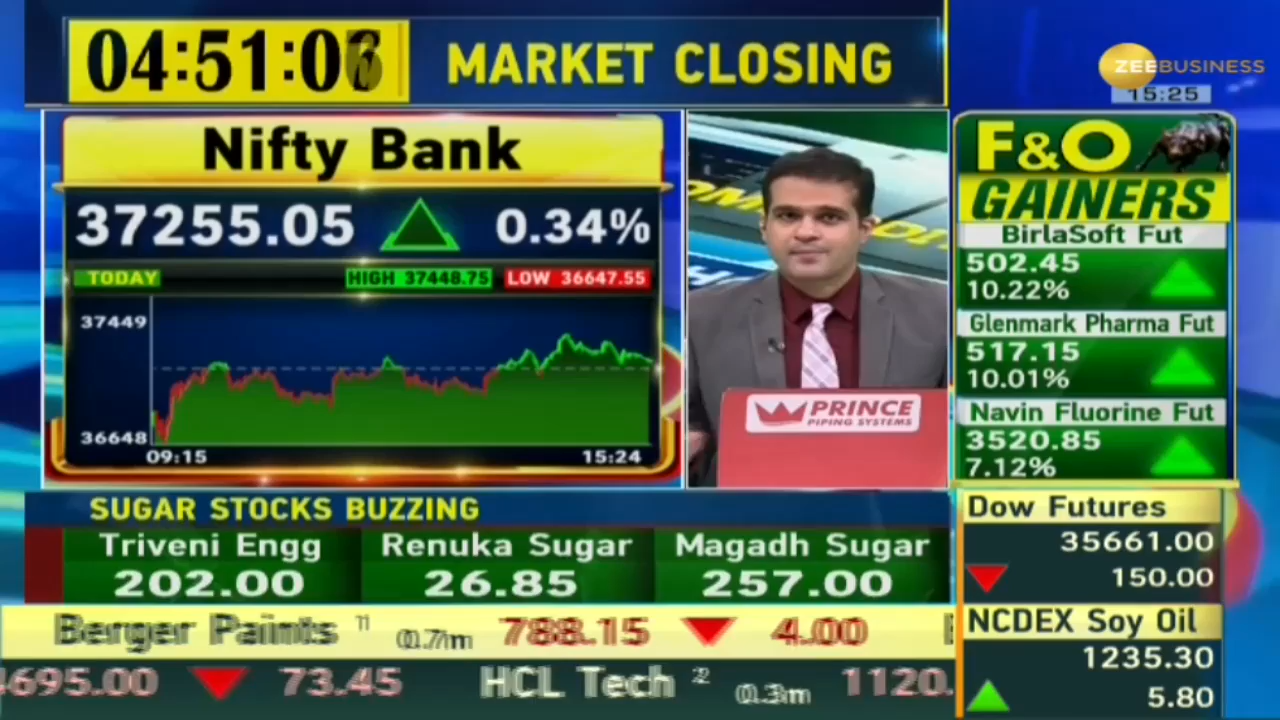 04:51:0
MARKET CLOSING
ZEEBUSINESS
15:25
Nifty Bank
37255.05 0.34%
TODAY HIGH 37448.75 LOW 36647.55
37449
36648
09:15 15:24
PRINCE
PIPING SYSTEMS
F&O
GAINERS
BirlaSoft Fut
502.45
10.22%
Glenmark Pharma Fut
517.15
10.01%
Navin Fluorine Fut
3520.85
7.12%
SUGAR STOCKS BUZZING
Triveni Engg Renuka Sugar Magadh Sugar
202.00 26.85 257.00
Dow Futures
35661.00
150.00
NCDEX Soy Oil
1235.30
5.80
Berger Paints 0.7m 788.15 4.00
4695.00 73.45 HCL Tech 0.3m 1120.